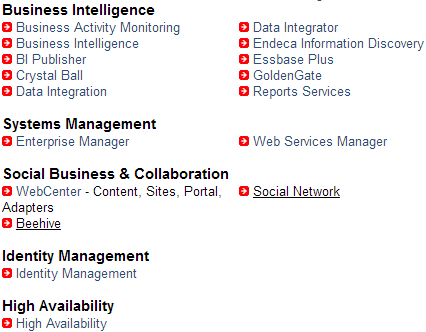 Business Intelligence
Business Activity Monitoring
Data Integrator
Business Intelligence
Endeca Information Discovery
BI Publisher
Essbase Plus
Crystal Ball
GoldenGate
Data Integration
Reports Services
Systems Management
Enterprise Manager
Web Services Manager
Social Business & Collaboration
WebCenter - Content, Sites, Portal,
Adapters
Social Network
Beehive
Identity Management
Identity Management
High Availability
High Availability